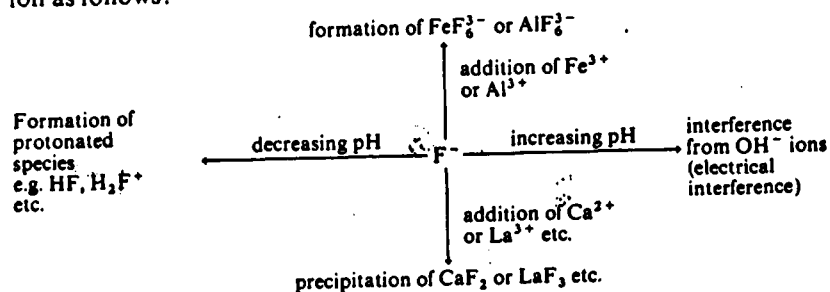 ion as follows:
formation of FeF₆³⁻ or AlF₆³⁻
addition of Fe³⁺
or Al³⁺
Formation of
protonated
species
e.g. HF, H₂F⁺
etc.
decreasing pH
F⁻
increasing pH
interference
from OH⁻ ions
(electrical
interference)
addition of Ca²⁺
or La³⁺ etc.
precipitation of CaF₂ or LaF₃ etc.